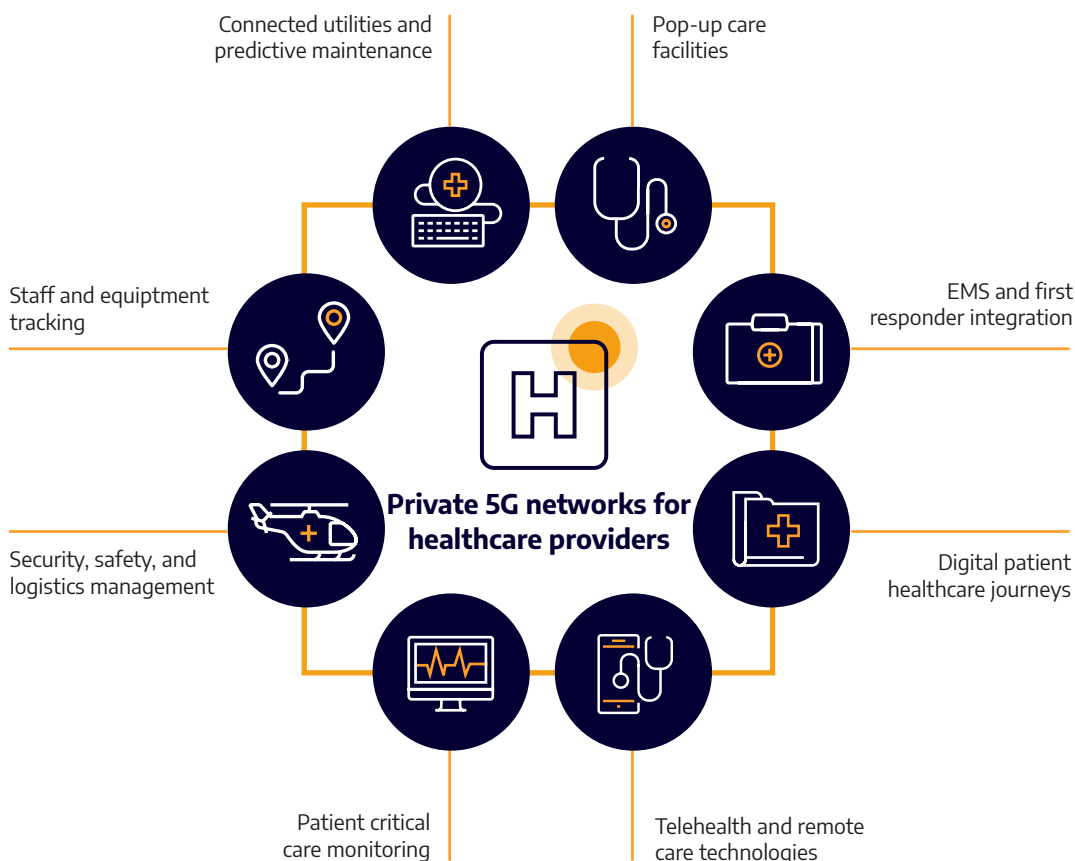 Connected utilities and
predictive maintenance
Pop-up care
facilities
Staff and equiptment
tracking
EMS and first
responder integration
H
Private 5G networks for
healthcare providers
Security, safety, and
logistics management
Digital patient
healthcare journeys
Patient critical
care monitoring
Telehealth and remote
care technologies